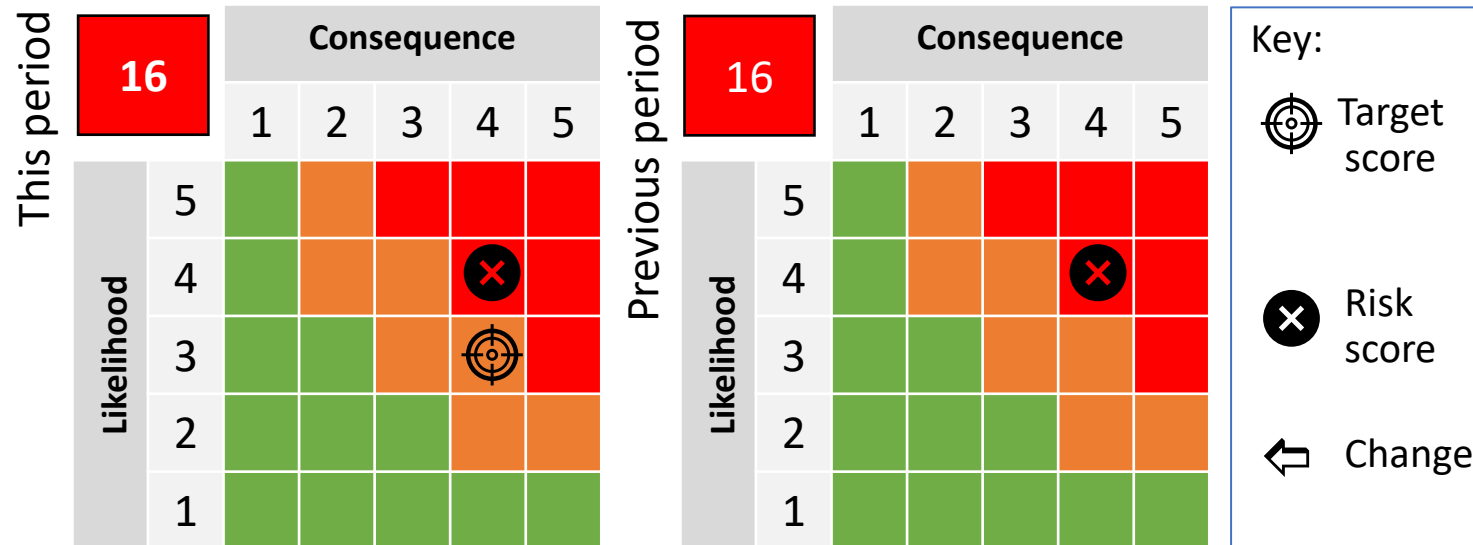 This period
16
Consequence
1 2 3 4 5
Likelihood
5
4
3
2
1
Previous period
16
Consequence
1 2 3 4 5
Likelihood
5
4
3
2
1
Key:
Target
score
Risk
score
Change